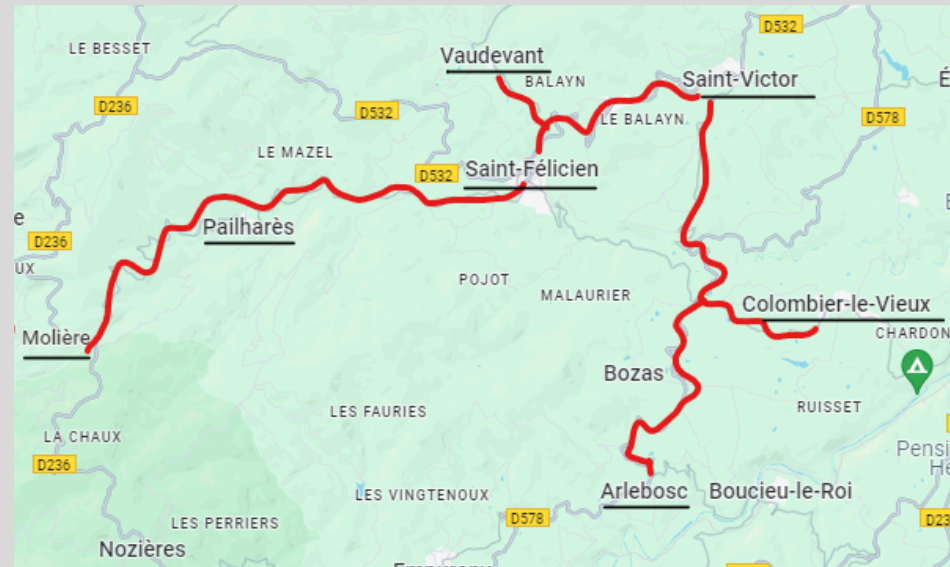 D532
LE BESSET
Vaudevant
BALAYN
Saint-Victor
D236
D532
LE BALAYN
D578
LE MAZEL
D532
Saint-Félicien
Pailharès
D236
POJOT
MALAURIER
Colombier-le-Vieux
CHARDON
Molière
Bozas
LES FAURIES
RUISSET
LA CHAUX
D236
LES VINGTENOUX
Arlebosc
Boucieu-le-Roi
D578
LES PERRIERS
Nozières